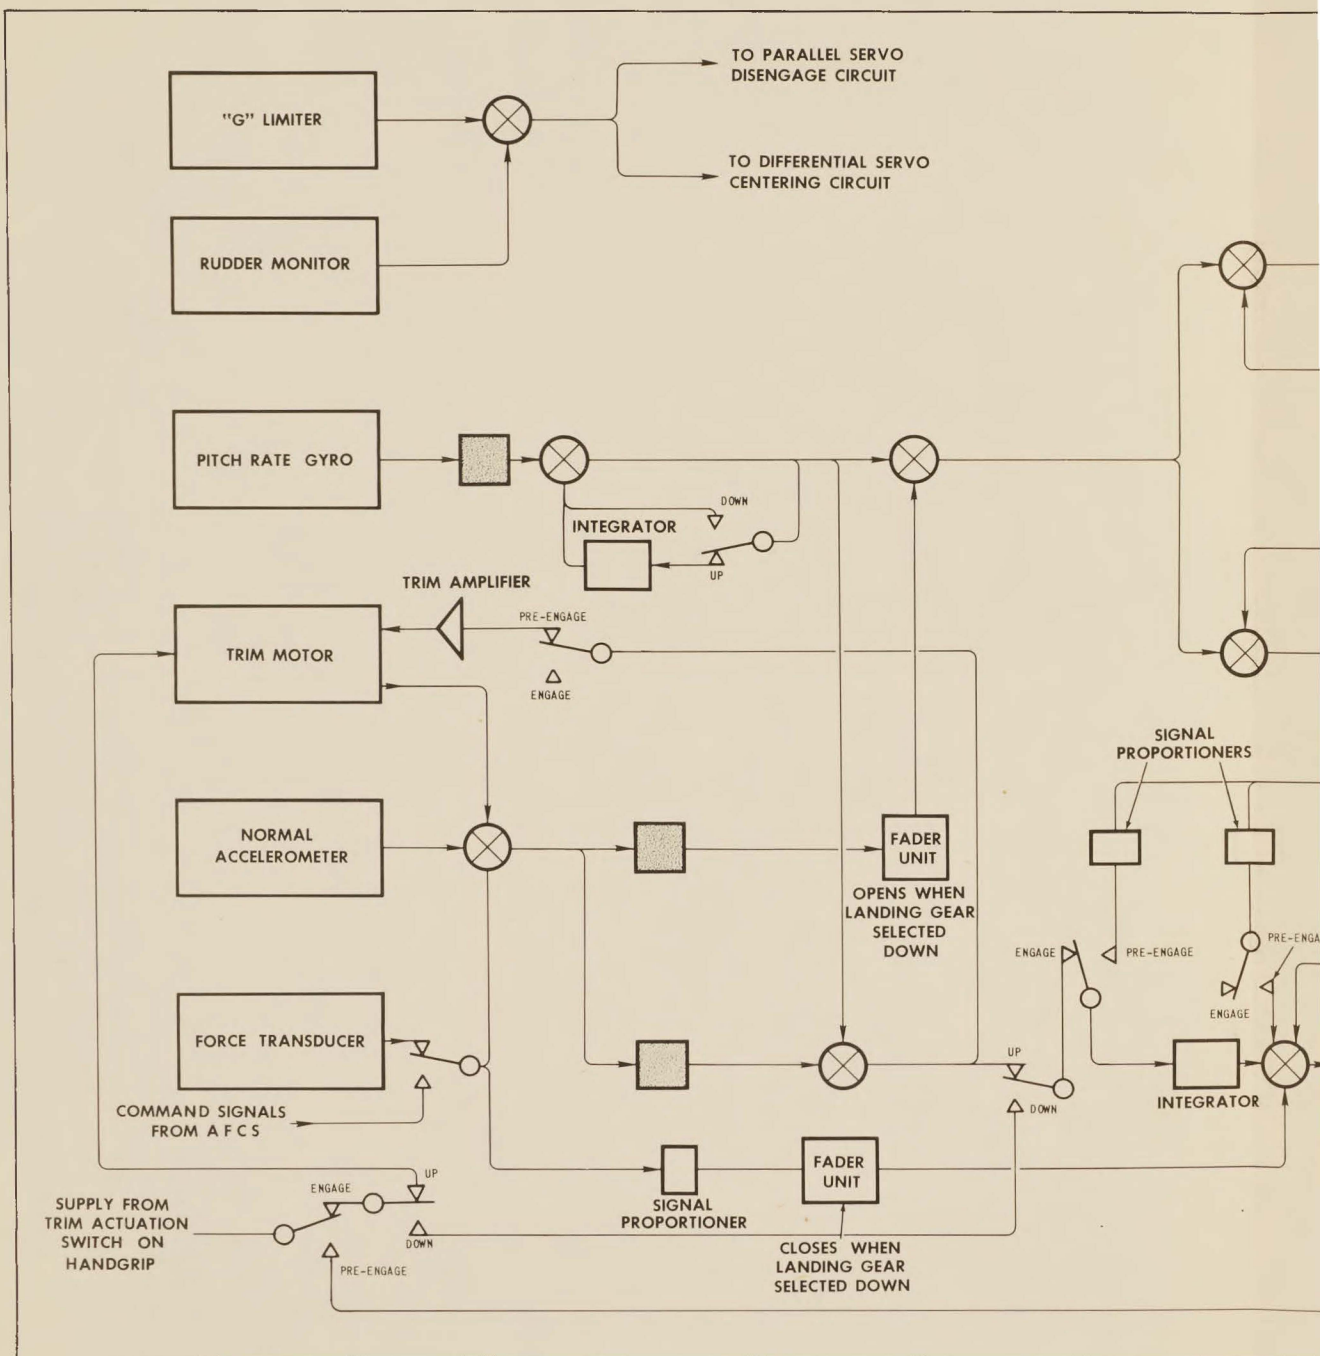 TO PARALLEL SERVO
DISENGAGE CIRCUIT
"G" LIMITER
TO DIFFERENTIAL SERVO
CENTERING CIRCUIT
RUDDER MONITOR
PITCH RATE GYRO
DOWN
INTEGRATOR
UP
TRIM AMPLIFIER
PRE-ENGAGE
TRIM MOTOR
ENGAGE
SIGNAL
PROPORTIONERS
NORMAL
ACCELEROMETER
FADER
UNIT
OPENS WHEN
LANDING GEAR
SELECTED
DOWN
ENGAGE
PRE-ENGAGE
PRE-ENGA
ENGAGE
FORCE TRANSDUCER
UP
DOWN
INTEGRATOR
COMMAND SIGNALS
FROM A F C S
UP
ENGAGE
FADER
UNIT
SIGNAL
PROPORTIONER
SUPPLY FROM
TRIM ACTUATION
SWITCH ON
HANDGRIP
DOWN
PRE-ENGAGE
CLOSES WHEN
LANDING GEAR
SELECTED DOWN